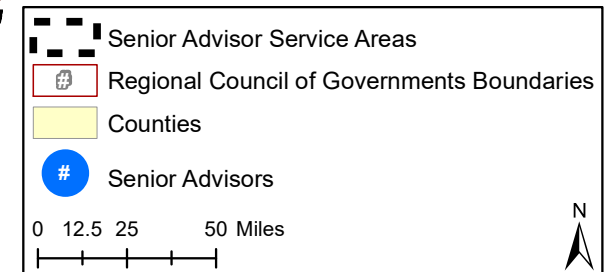 Senior Advisor Service Areas
# Regional Council of Governments Boundaries
Counties
# Senior Advisors
0 12.5 25 50 Miles
N